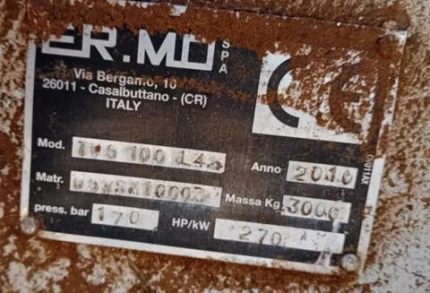 ER.MO SPA
Via Bergamo, 10
26011 - Casalbuttano - (CR)
ITALY
CE
Mod.
Anno 2010
Matr.
Massa Kg. 3000
press. bar 170 HP/kW 270